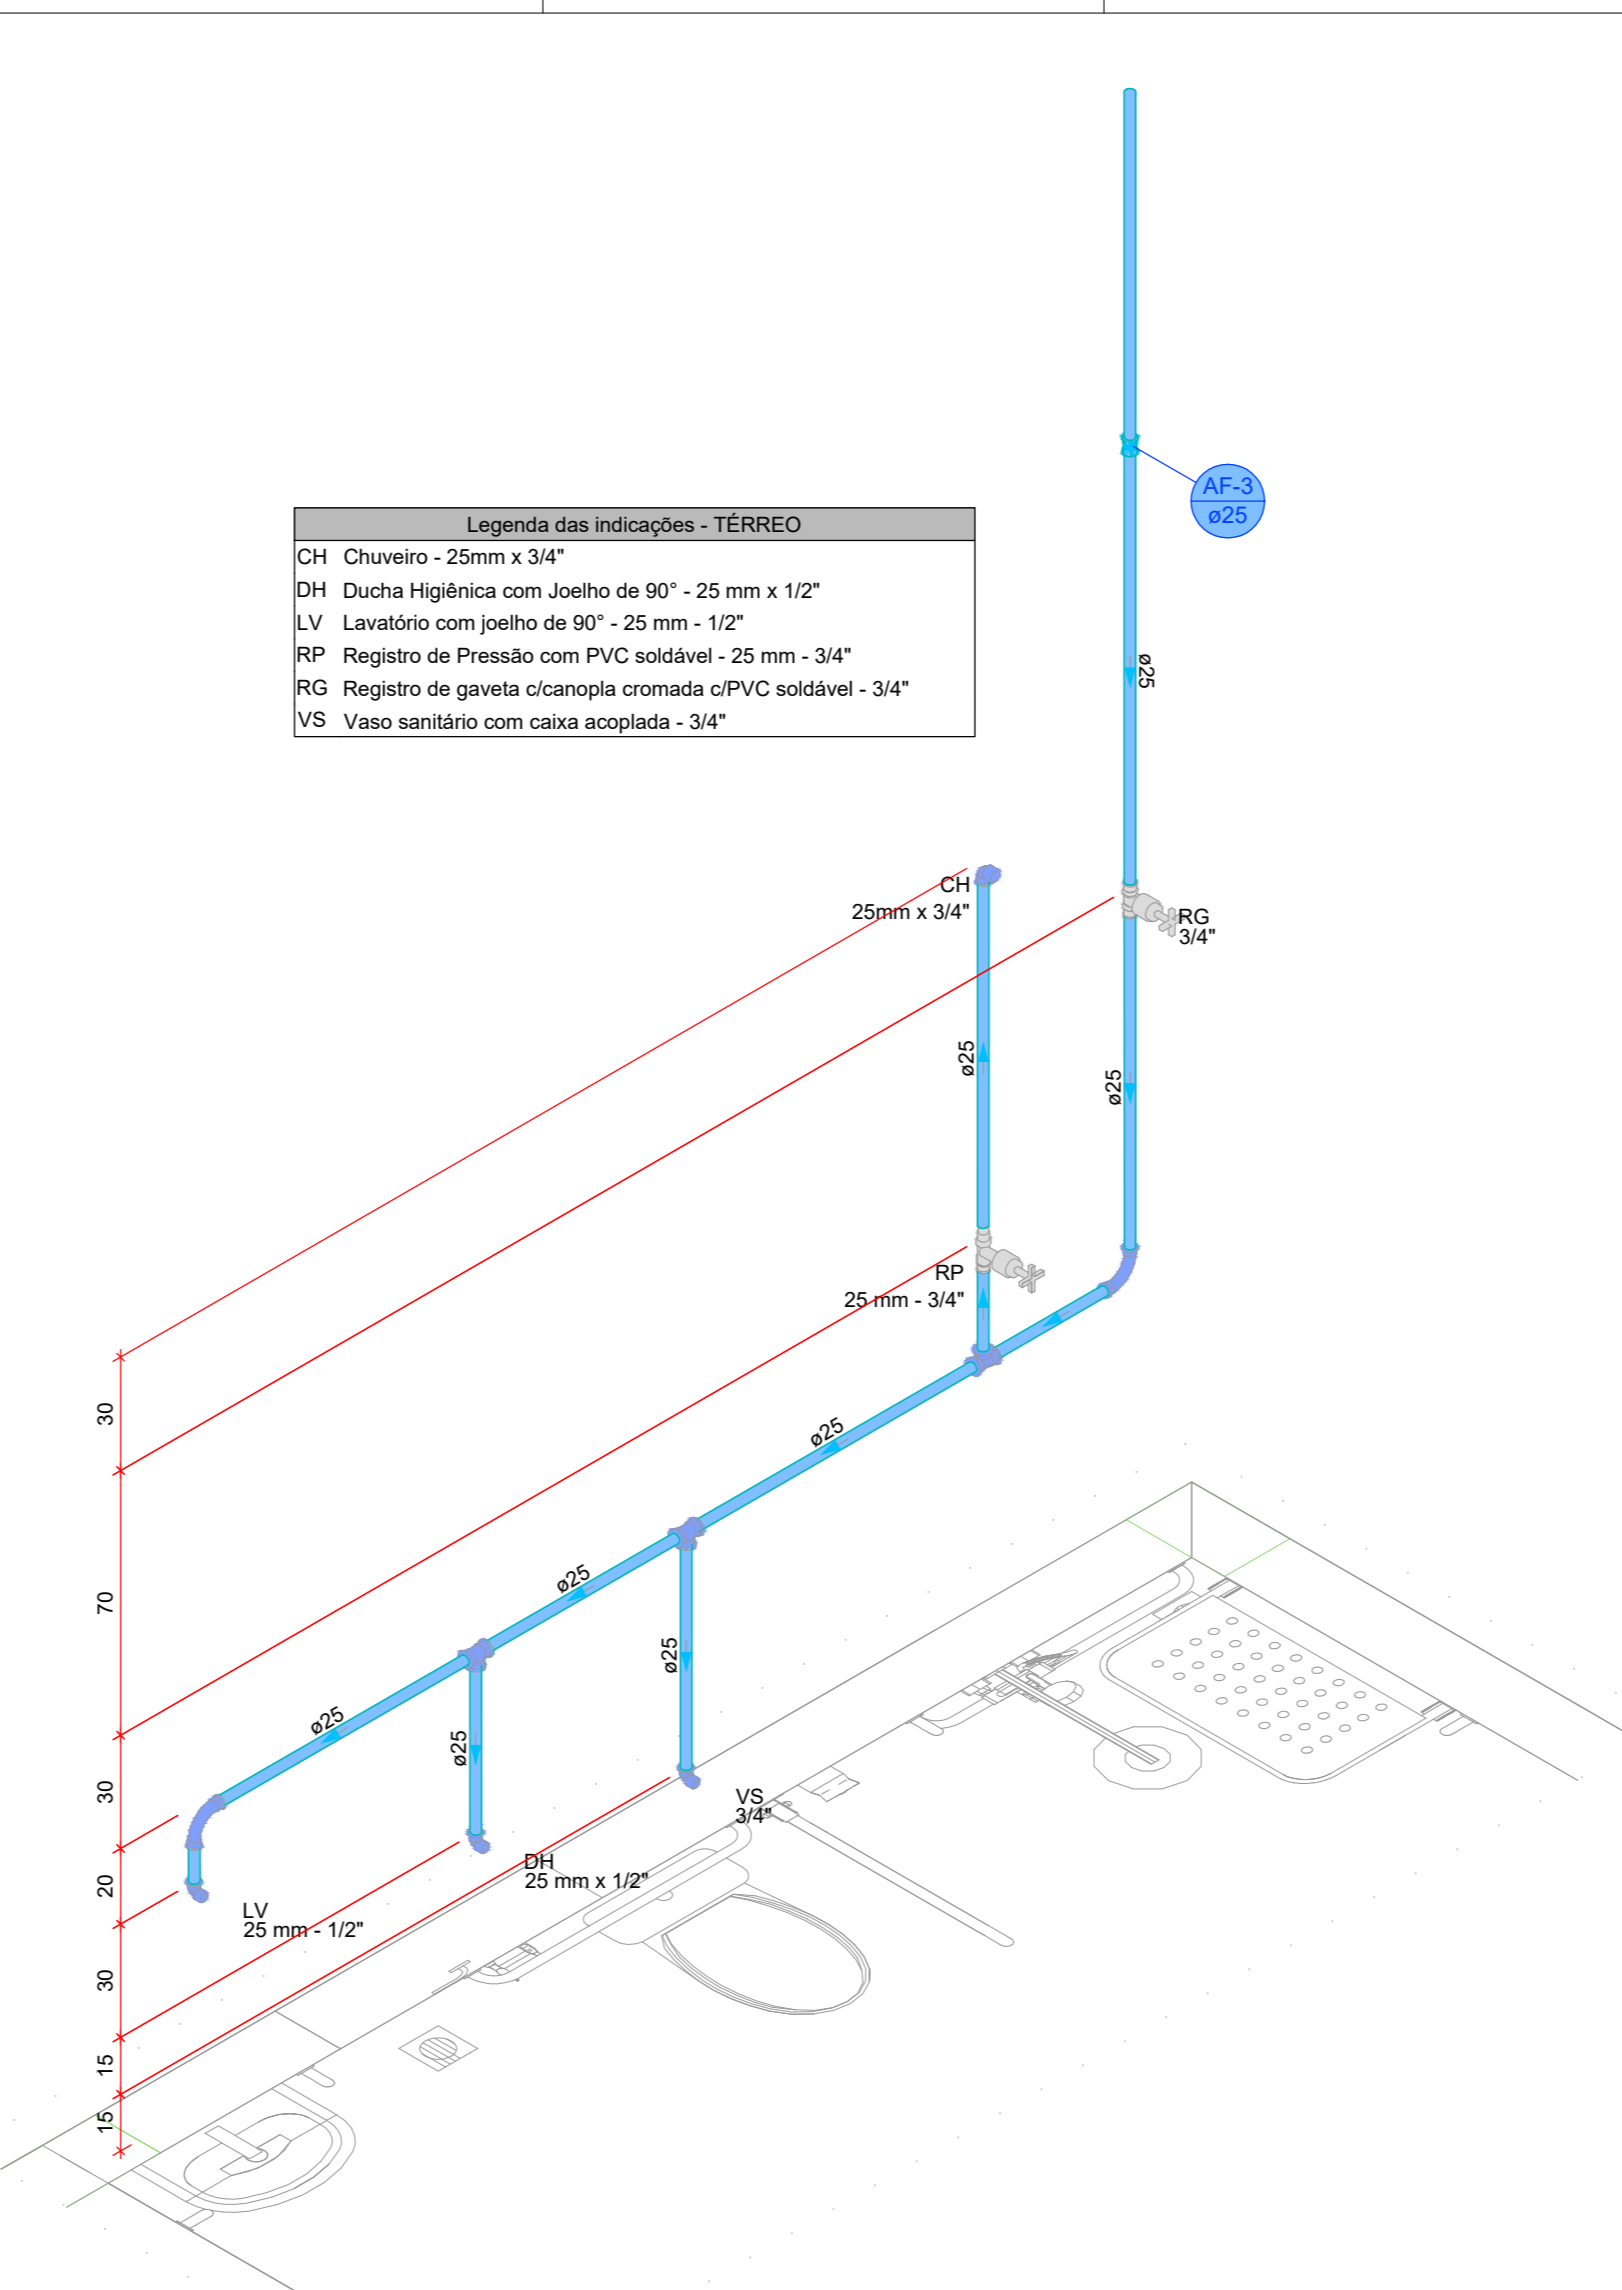 AF-3
ø25
Legenda das indicações - TÉRREO
CH Chuveiro - 25mm x 3/4"
DH Ducha Higiênica com Joelho de 90° - 25 mm x 1/2"
LV Lavatório com joelho de 90° - 25 mm - 1/2"
RP Registro de Pressão com PVC soldável - 25 mm - 3/4"
RG Registro de gaveta c/canopla cromada c/PVC soldável - 3/4"
VS Vaso sanitário com caixa acoplada - 3/4"
ø25
CH
25mm x 3/4"
RG
3/4"
ø25
ø25
RP
25 mm - 3/4"
30
ø25
ø25
70
ø25
ø25
ø25
30
VS
3/4"
DH
25 mm x 1/2"
20
LV
25 mm - 1/2"
30
15
15